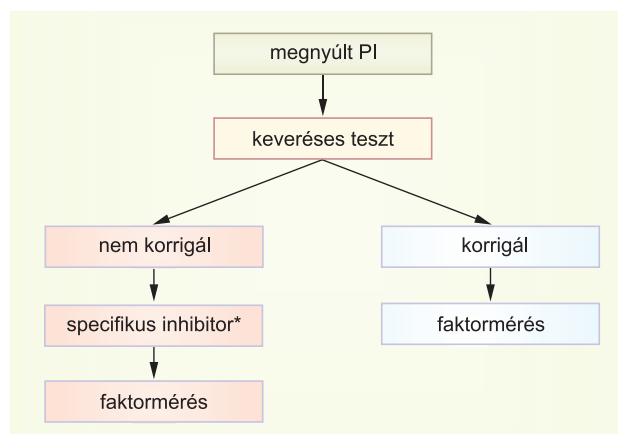 megnyúlt PI
keveréses teszt
nem korrigál
korrigál
specifikus inhibitor*
faktormérés
faktormérés